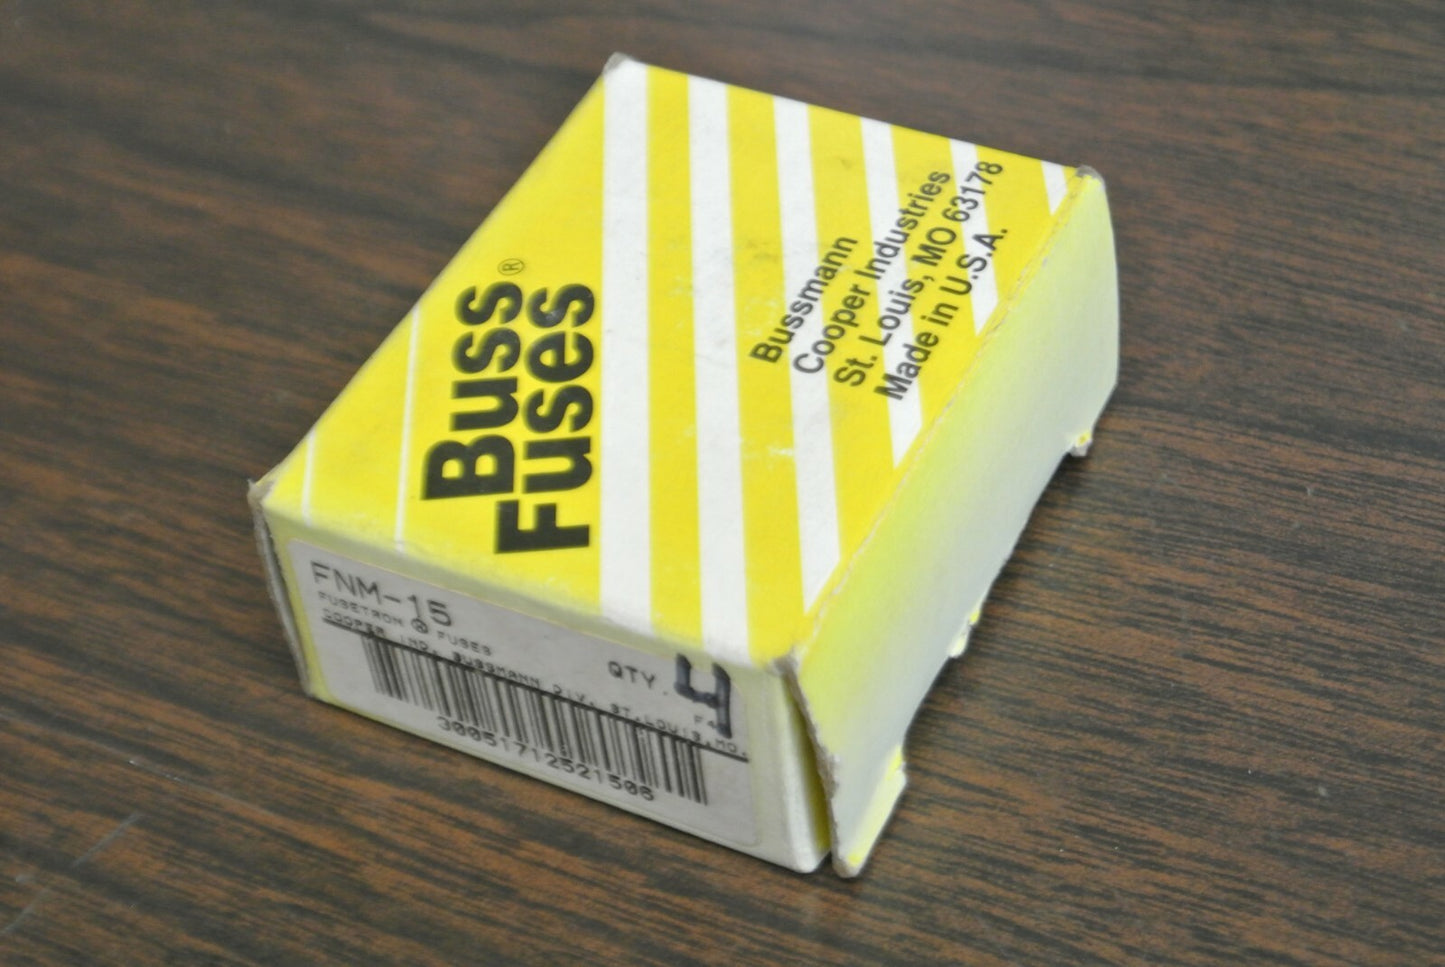 Buss®
Fuses
Bussmann
Cooper Industries
St. Louis, MO 63178
Made in U.S.A.
FNM-15
FUSETRON ® FUSES
QTY. 4
COOPER IND. BUSSMANN DIV. ST.LOUIS,MO.
30051712521506